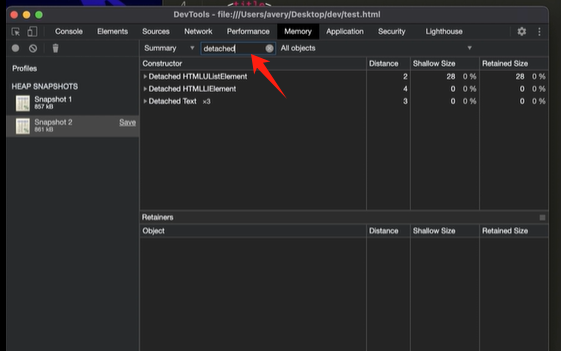 4 <title>
DevTools - file:///Users/avery/Desktop/dev/test.html
Console Elements Sources Network Performance Memory Application Security Lighthouse
Summary detached All objects
Profiles
HEAP SNAPSHOTS
Snapshot 1
857 kB
Snapshot 2 Save
861 kB
Constructor Distance Shallow Size Retained Size
Detached HTMLUListElement 2 28 0 % 28 0 %
Detached HTMLLIElement 4 0 0 % 0 0 %
Detached Text ×3 3 0 0 % 0 0 %
Retainers
Object Distance Shallow Size Retained Size